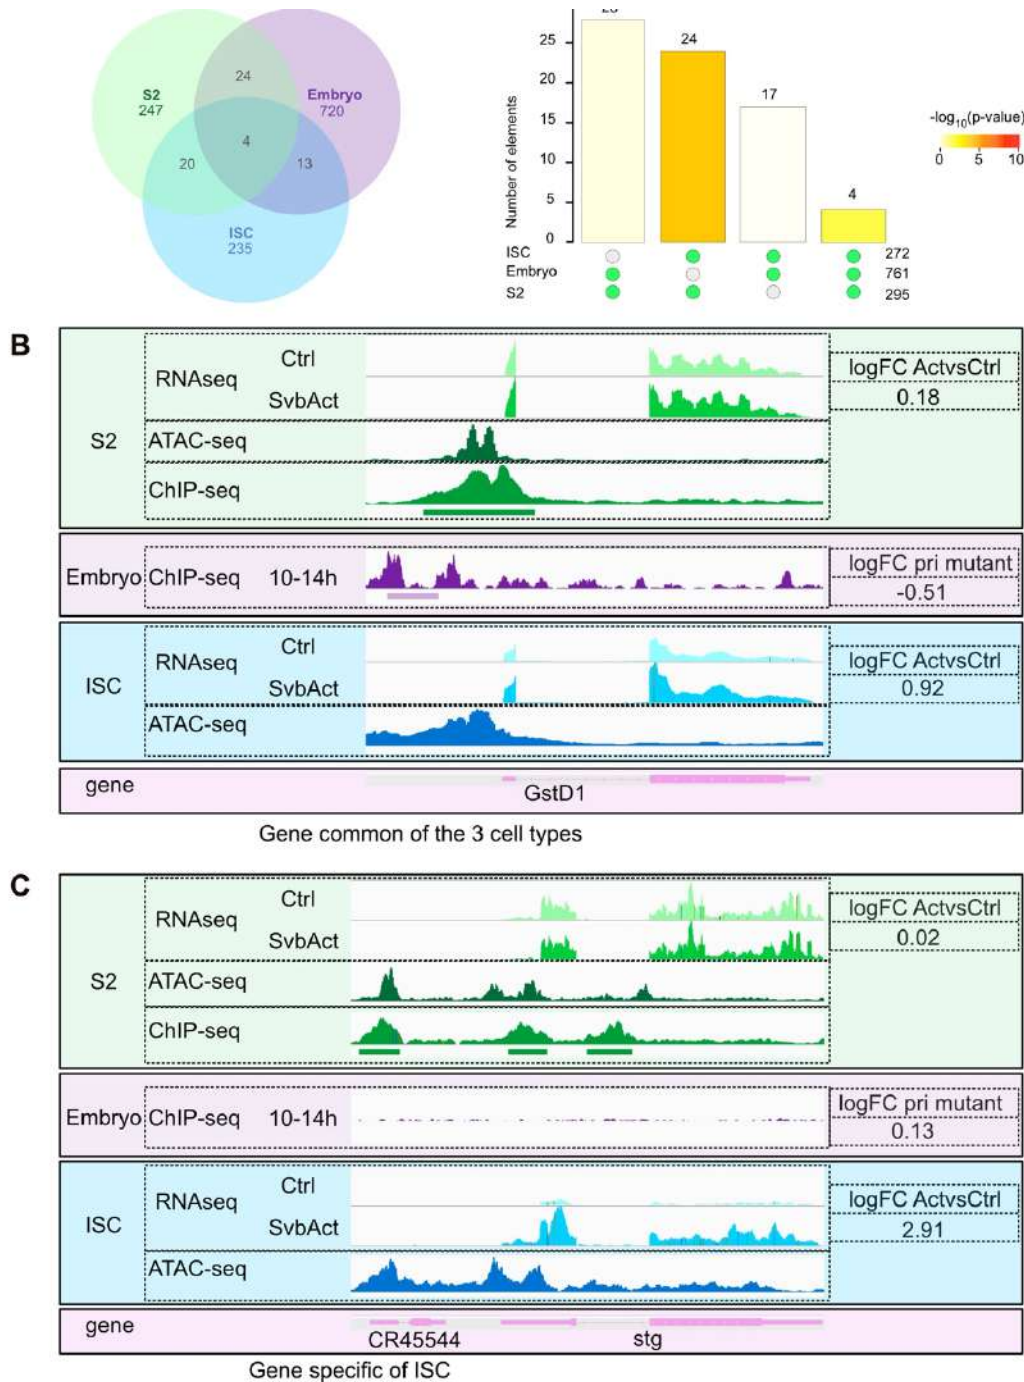 24
S2
247
Embryo
720
4
20
13
ISC
235
Number of elements
25
20
15
10
5
0
24
17
4
-log10(p-value)
0 5 10
ISC 272
Embryo 761
S2 295
B
S2
RNAseq
Ctrl
SvbAct
ATAC-seq
ChIP-seq
logFC ActvsCtrl
0.18
Embryo ChIP-seq 10-14h
logFC pri mutant
-0.51
ISC
RNAseq
Ctrl
SvbAct
ATAC-seq
logFC ActvsCtrl
0.92
gene
GstD1
Gene common of the 3 cell types
C
S2
RNAseq
Ctrl
SvbAct
ATAC-seq
ChIP-seq
logFC ActvsCtrl
0.02
Embryo ChIP-seq 10-14h
logFC pri mutant
0.13
ISC
RNAseq
Ctrl
SvbAct
ATAC-seq
logFC ActvsCtrl
2.91
gene
CR45544 stg
Gene specific of ISC